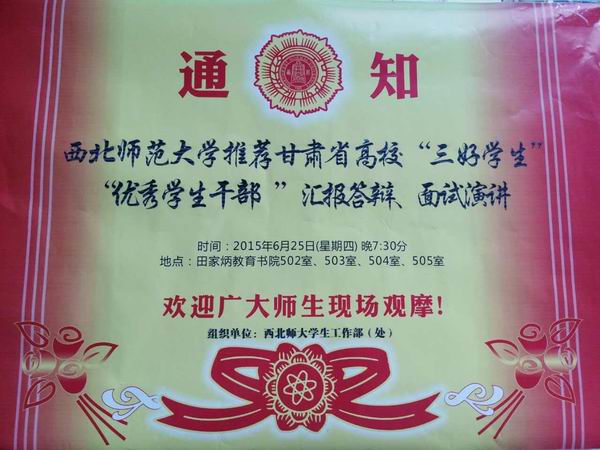 通 知
西北师范大学推荐甘肃省高校“三好学生”
“优秀学生干部”汇报答辩、面试演讲
时间：2015年6月25日(星期四) 晚7:30分
地点：田家炳教育书院502室、503室、504室、505室
欢迎广大师生现场观摩!
组织单位：西北师大学生工作部（处）